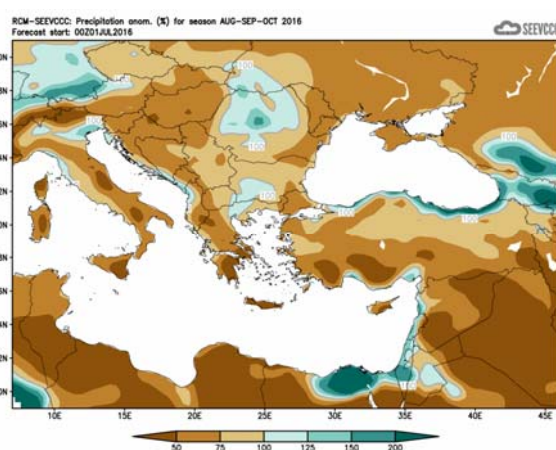 RCM-SEEVCCC: Precipitation anom. (%) for season AUG-SEP-OCT 2016
Forecast start: 00Z01JUL2016
SEEVCCC
100
100
100
100
100
100
100
10E 15E 20E 25E 30E 35E 40E 45E
50 75 100 125 150 200